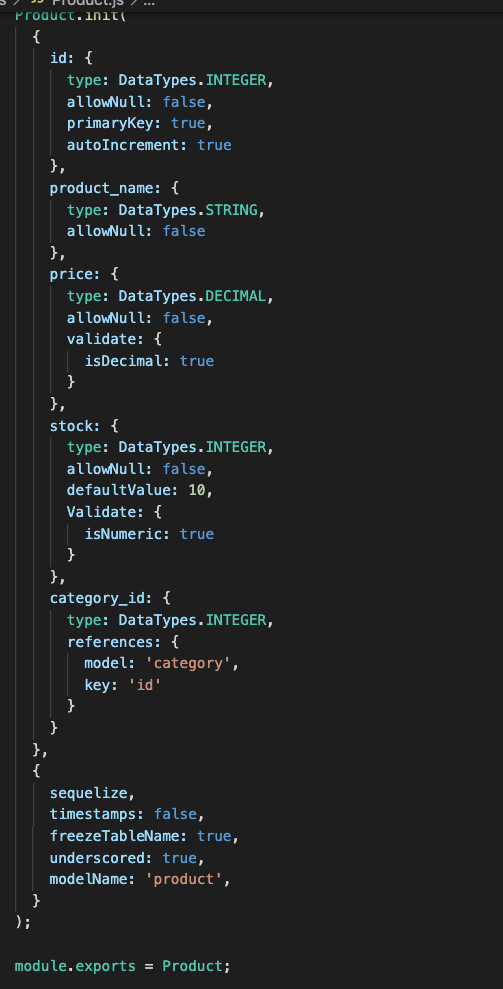 s > JS Product.js > ...
Product.init(
  {
    id: {
      type: DataTypes.INTEGER,
      allowNull: false,
      primaryKey: true,
      autoIncrement: true
    },
    product_name: {
      type: DataTypes.STRING,
      allowNull: false
    },
    price: {
      type: DataTypes.DECIMAL,
      allowNull: false,
      validate: {
        isDecimal: true
      }
    },
    stock: {
      type: DataTypes.INTEGER,
      allowNull: false,
      defaultValue: 10,
      Validate: {
        isNumeric: true
      }
    },
    category_id: {
      type: DataTypes.INTEGER,
      references: {
        model: 'category',
        key: 'id'
      }
    }
  },
  {
    sequelize,
    timestamps: false,
    freezeTableName: true,
    underscored: true,
    modelName: 'product',
  }
);
module.exports = Product;